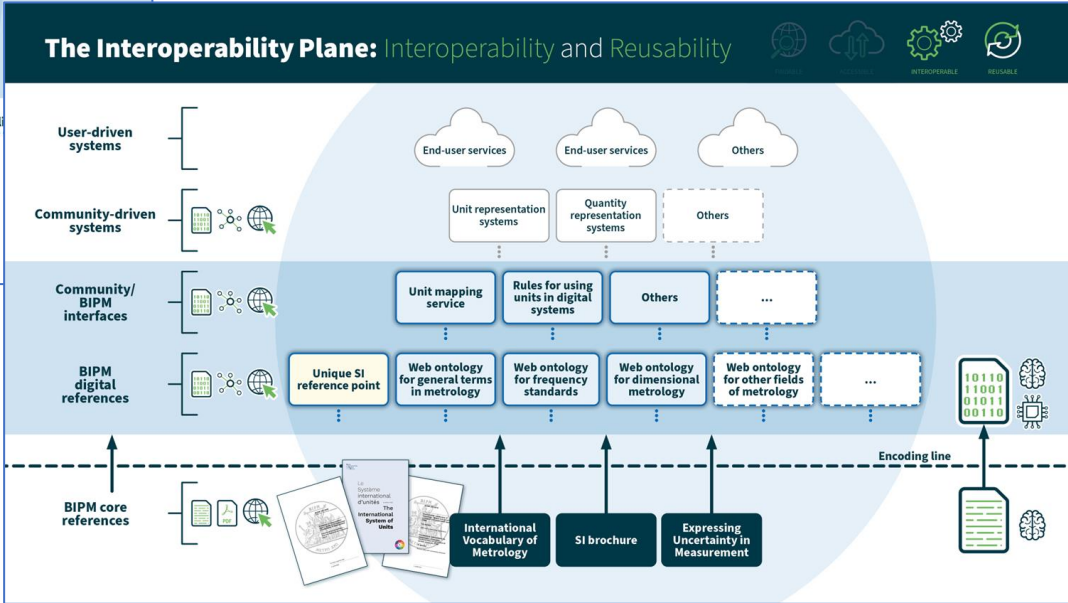 The Interoperability Plane: Interoperability and Reusability
INTEROPERABLE
REUSABLE
User-driven
systems
End-user services
End-user services
Others
Community-driven
systems
Unit representation
systems
Quantity
representation
systems
Others
Community/
BIPM
interfaces
Unit mapping
service
Rules for using
units in digital
systems
Others
...
BIPM
digital
references
Unique SI
reference point
Web ontology
for general terms
in metrology
Web ontology
for frequency
standards
Web ontology
for dimensional
metrology
Web ontology
for other fields
of metrology
...
10110
11001
01011
00110
Encoding line
BIPM core
references
PDF
Le
Système
international
d'unités
The
International
System of
Units
International
Vocabulary of
Metrology
SI brochure
Expressing
Uncertainty in
Measurement